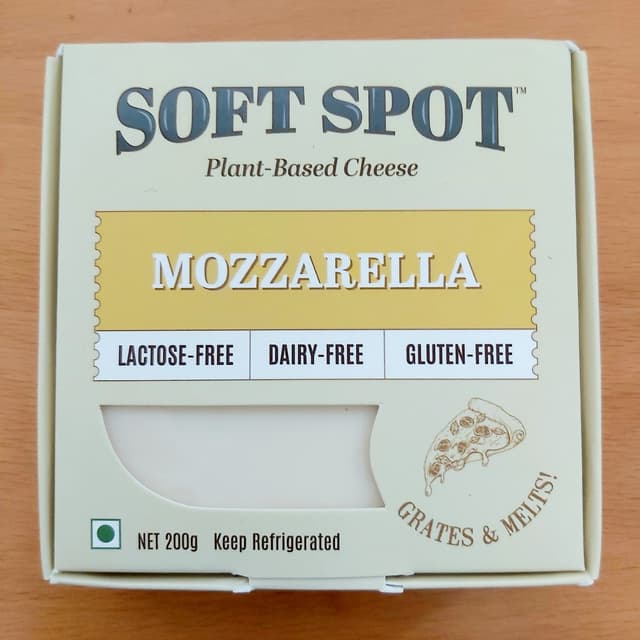 SOFT SPOT™
Plant-Based Cheese
MOZZARELLA
LACTOSE-FREE DAIRY-FREE GLUTEN-FREE
GRATES & MELTS!
NET 200g Keep Refrigerated